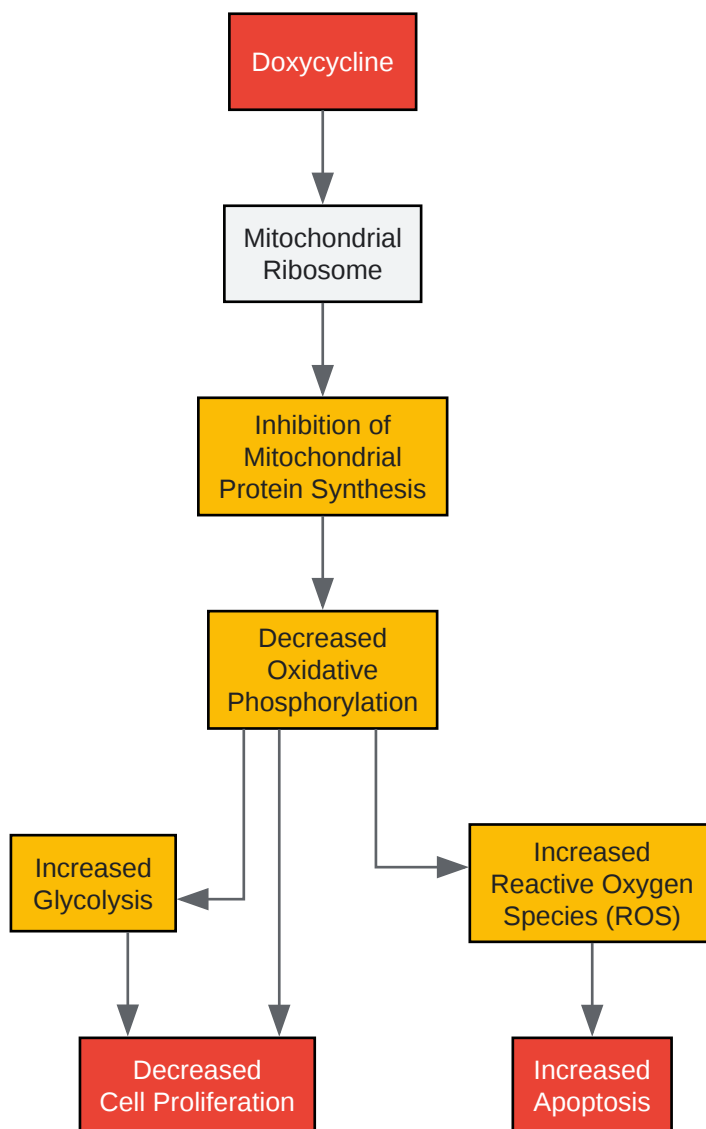 Doxycycline
Mitochondrial
Ribosome
Inhibition of
Mitochondrial
Protein Synthesis
Decreased
Oxidative
Phosphorylation
Increased
Glycolysis
Increased
Reactive Oxygen
Species (ROS)
Decreased
Cell Proliferation
Increased
Apoptosis